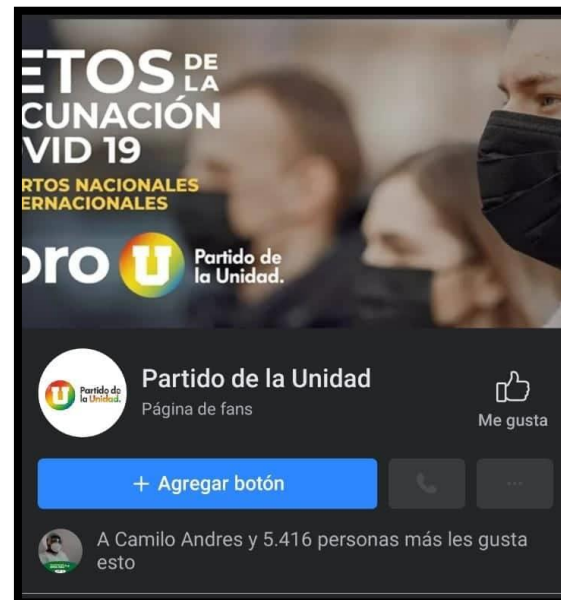 ETOS DE LA
CUNACIÓN
VID 19
RTOS NACIONALES
ERNACIONALES
oro U Partido de
la Unidad.
U Partido de
la Unidad.
Partido de la Unidad
Página de fans
Me gusta
+ Agregar botón
A Camilo Andres y 5.416 personas más les gusta
esto